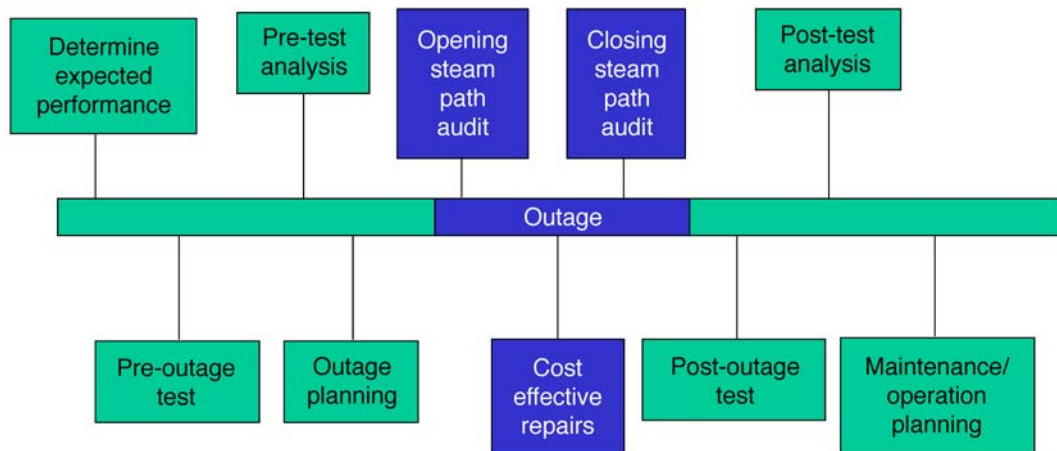 Determine
expected
performance
Pre-test
analysis
Opening
steam
path
audit
Closing
steam
path
audit
Post-test
analysis
Outage
Pre-outage
test
Outage
planning
Cost
effective
repairs
Post-outage
test
Maintenance/
operation
planning